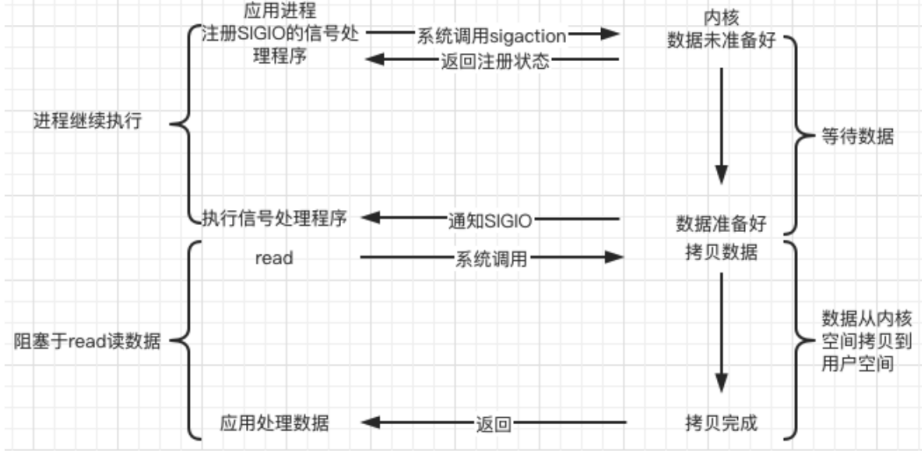 应用进程
内核
注册SIGIO的信号处
理程序
系统调用sigaction
数据未准备好
返回注册状态
进程继续执行
等待数据
执行信号处理程序
通知SIGIO
数据准备好
read
系统调用
拷贝数据
阻塞于read读数据
数据从内核
空间拷贝到
用户空间
应用处理数据
返回
拷贝完成